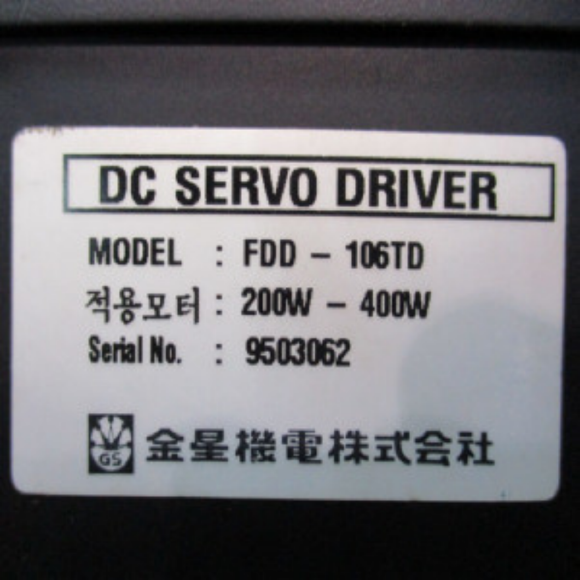 DC SERVO DRIVER
MODEL : FDD - 106TD
적용모터 : 200W - 400W
Serial No. : 9503062
GS 金星機電株式会社